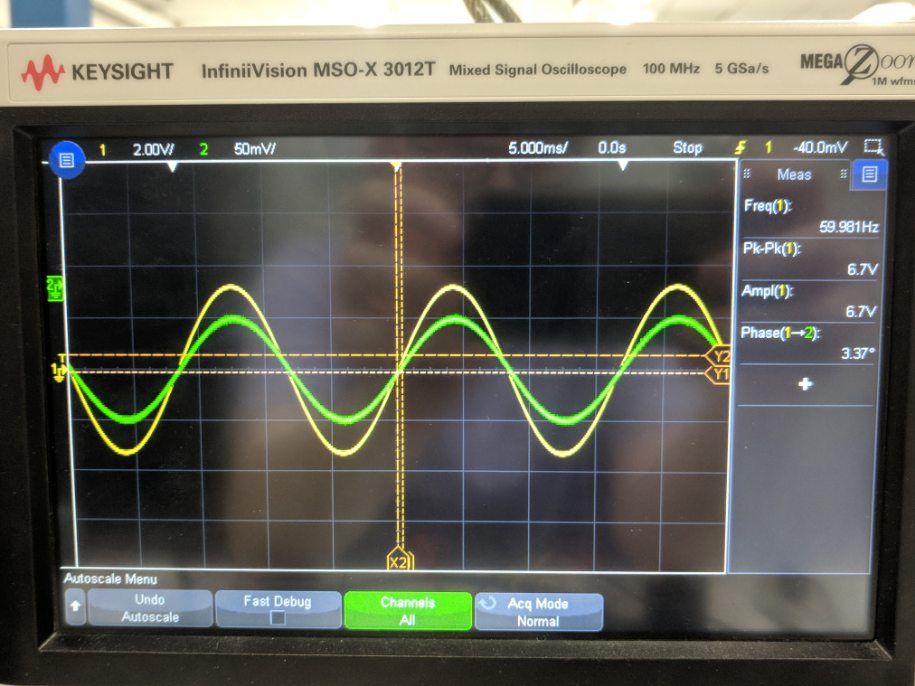 KEYSIGHT InfiniiVision MSO-X 3012T Mixed Signal Oscilloscope 100 MHz 5 GSa/s MEGA Zoom
1M wfms
1 2.00V/ 2 50mV/ 5.000ms/ 0.0s Stop 1 -40.0mV
Meas
Freq(1):
59.981Hz
Pk-Pk(1):
6.7V
Ampl(1):
6.7V
Phase(1→2):
3.37°
2
T
1
Y2
Y1
X2
Autoscale Menu
Undo
Autoscale
Fast Debug
Channels
All
Acq Mode
Normal